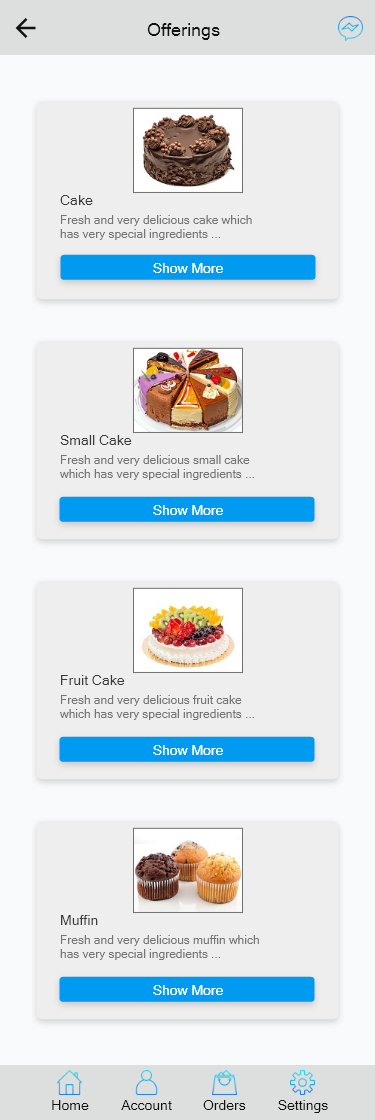 Offerings
Cake
Fresh and very delicious cake which
has very special ingredients ...
Show More
Small Cake
Fresh and very delicious small cake
which has very special ingredients ...
Show More
Fruit Cake
Fresh and very delicious fruit cake
which has very special ingredients ...
Show More
Muffin
Fresh and very delicious muffin which
has very special ingredients ...
Show More
Home Account Orders Settings